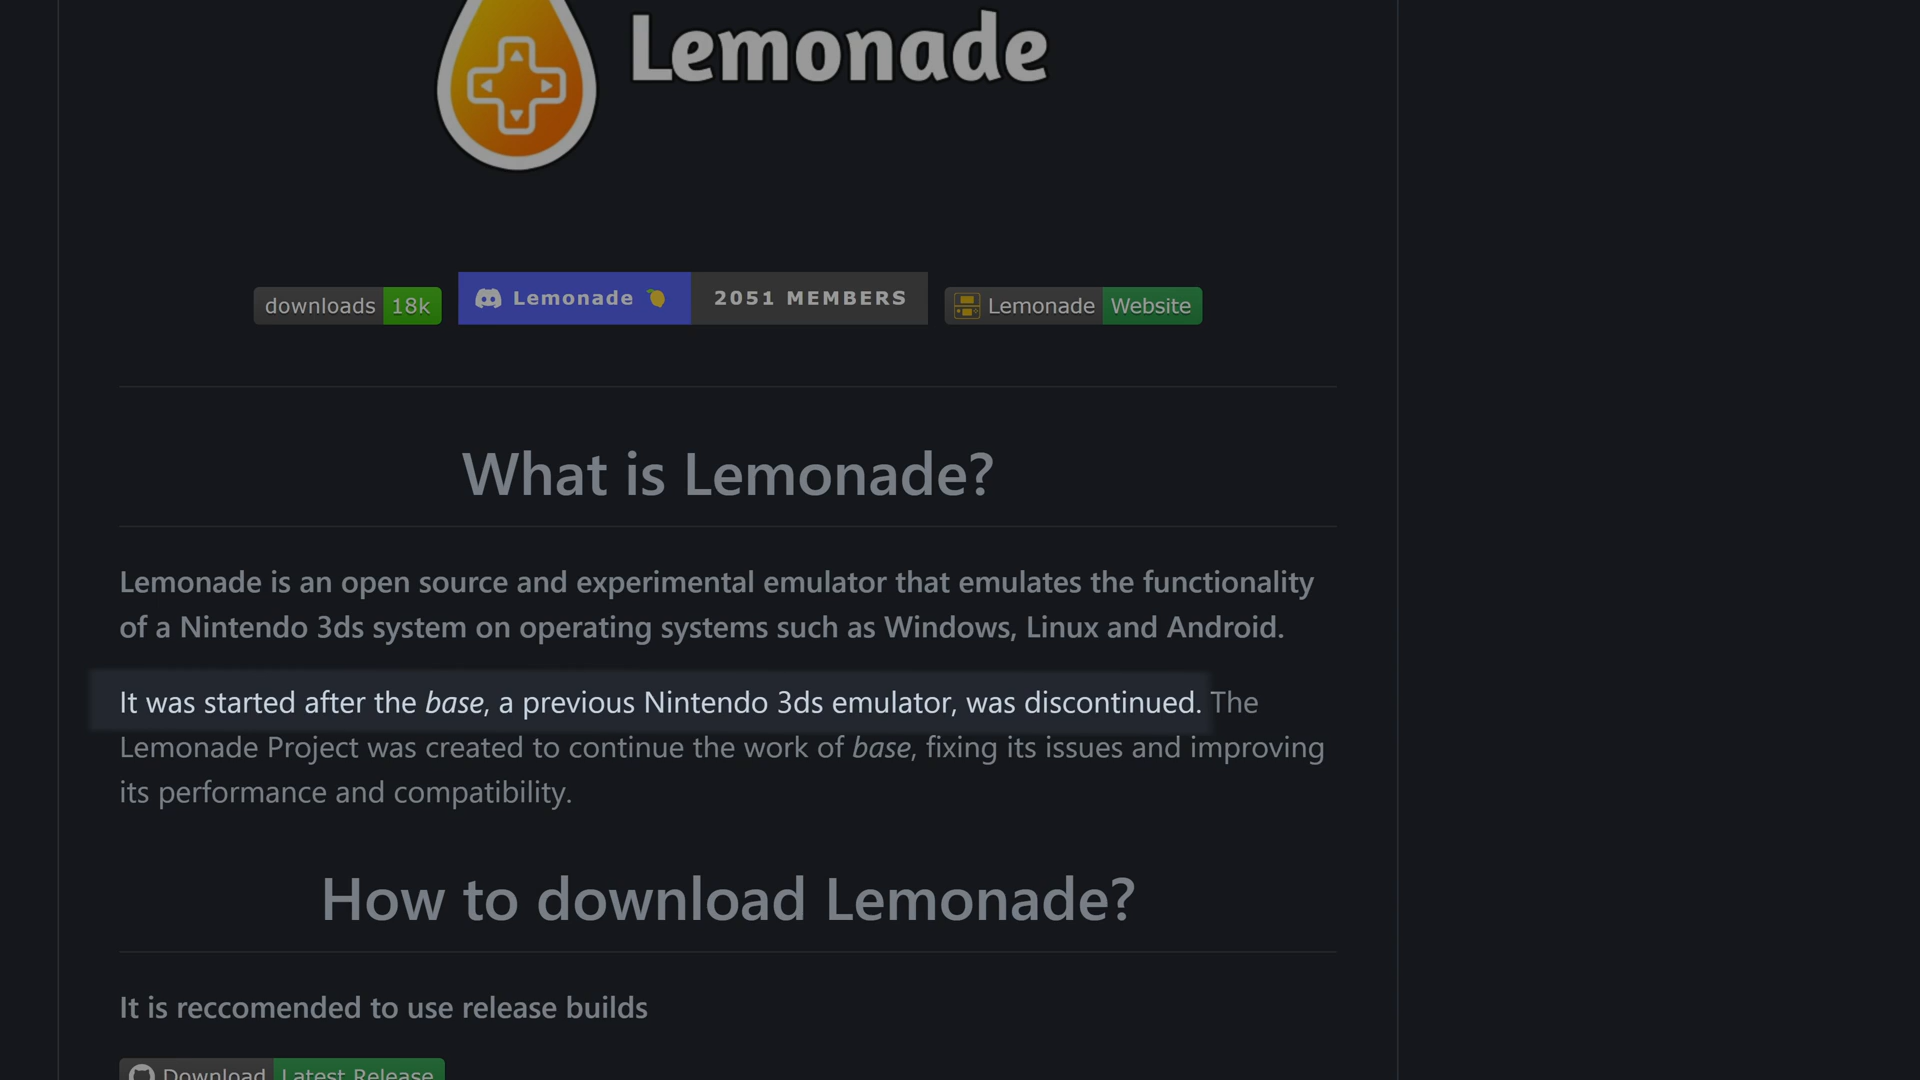 Lemonade
downloads 18k Lemonade 🍋 2051 MEMBERS Lemonade Website
What is Lemonade?
Lemonade is an open source and experimental emulator that emulates the functionality
of a Nintendo 3ds system on operating systems such as Windows, Linux and Android.
It was started after the base, a previous Nintendo 3ds emulator, was discontinued. The
Lemonade Project was created to continue the work of base, fixing its issues and improving
its performance and compatibility.
How to download Lemonade?
It is reccomended to use release builds
Download Latest Release